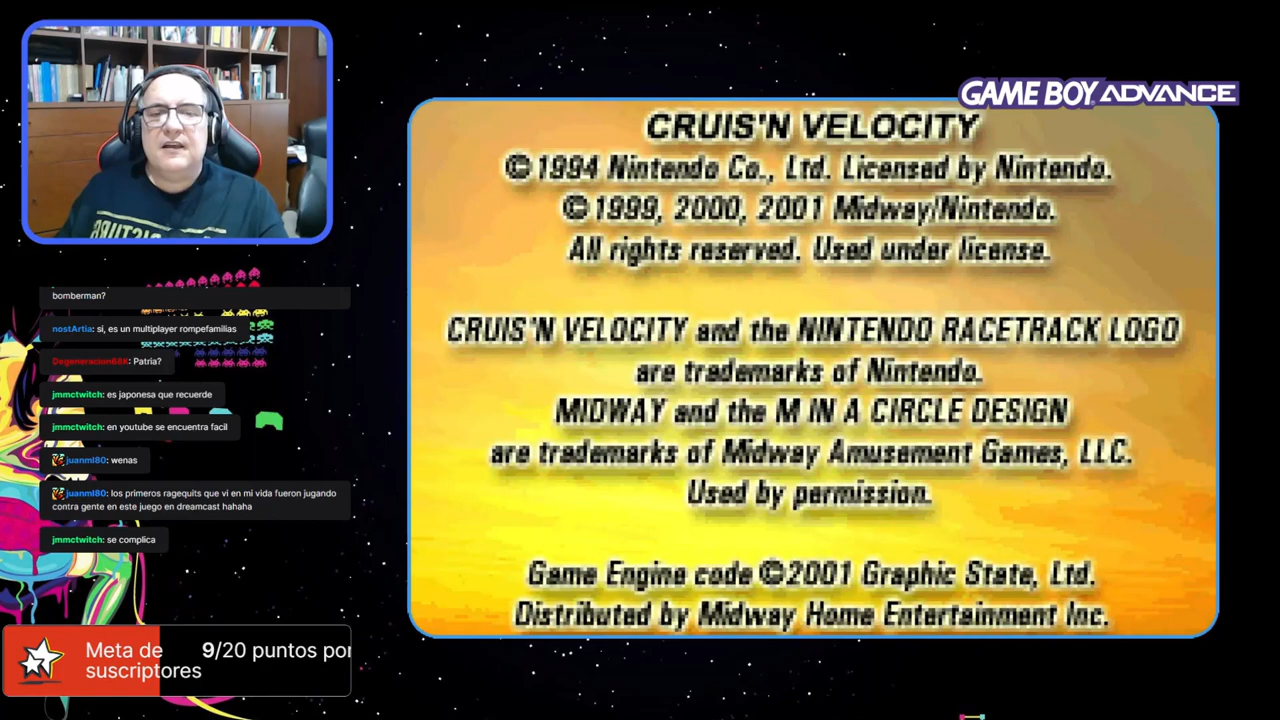 GAME BOY ADVANCE
CRUIS'N VELOCITY
©1994 Nintendo Co., Ltd. Licensed by Nintendo.
©1999, 2000, 2001 Midway/Nintendo.
All rights reserved. Used under license.
CRUIS'N VELOCITY and the NINTENDO RACETRACK LOGO
are trademarks of Nintendo.
MIDWAY and the M IN A CIRCLE DESIGN
are trademarks of Midway Amusement Games, LLC.
Used by permission.
Game Engine code ©2001 Graphic State, Ltd.
Distributed by Midway Home Entertainment Inc.
bomberman?
nostArtia: si, es un multiplayer rompefamilias
Degeneracion68K: Patria?
jmmctwitch: es japonesa que recuerde
jmmctwitch: en youtube se encuentra facil
juanml80: wenas
juanml80: los primeros ragequits que vi en mi vida fueron jugando
contra gente en este juego en dreamcast hahaha
jmmctwitch: se complica
Meta de
suscriptores
9/20 puntos por